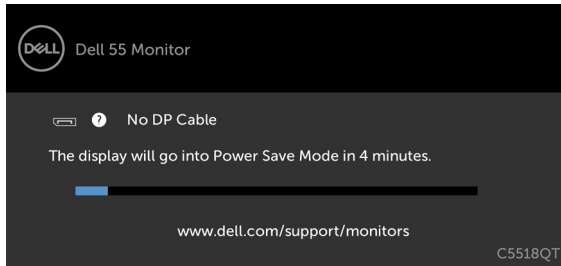 DELL Dell 55 Monitor
? No DP Cable
The display will go into Power Save Mode in 4 minutes.
www.dell.com/support/monitors
C5518QT